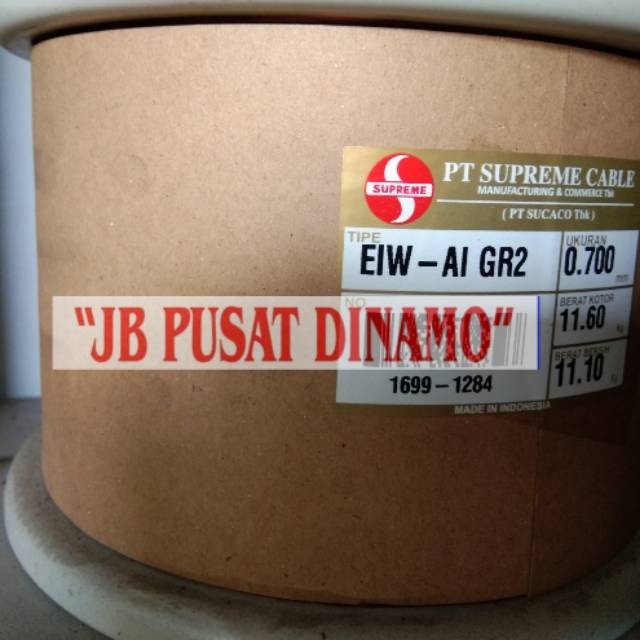 SUPREME
PT SUPREME CABLE
MANUFACTURING & COMMERCE Tbk
( PT SUCACO Tbk )
TIPE
EIW - AI GR2
UKURAN
0.700 mm
NO
BERAT KOTOR
11.60 Kg
"JB PUSAT DINAMO"
1699 - 1284
BERAT BERSIH
11.10 Kg
MADE IN INDONESIA